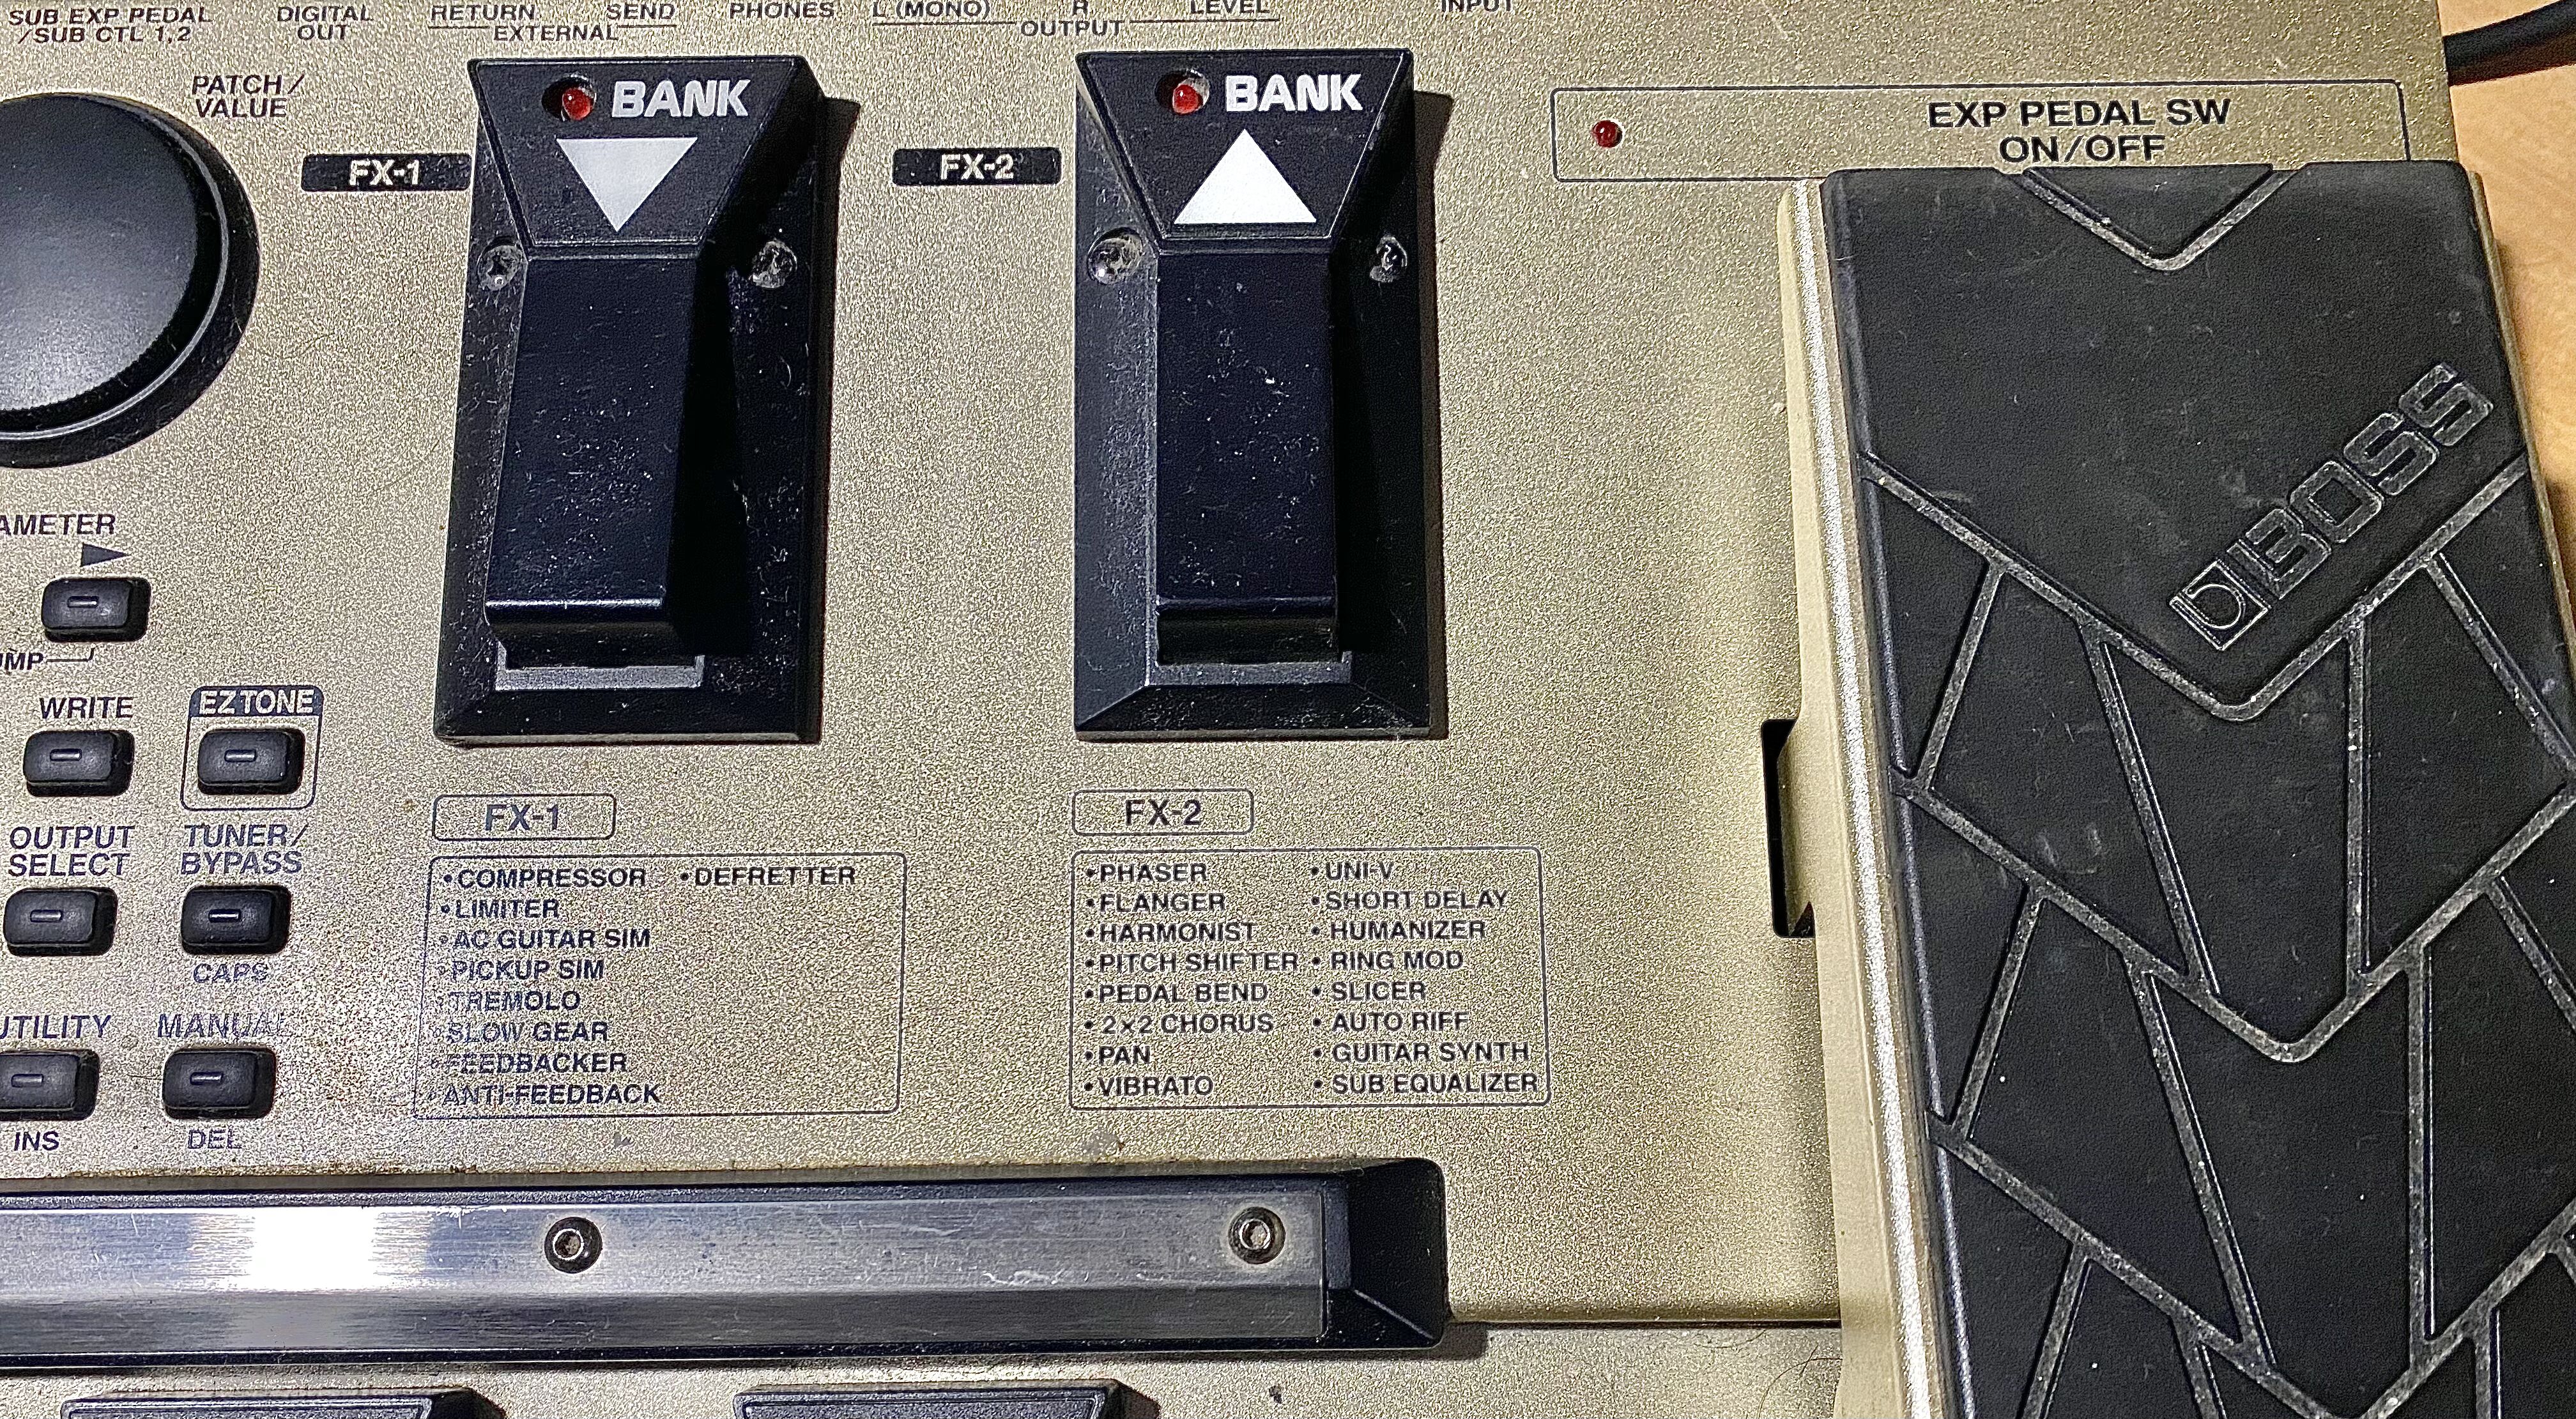 SUB EXP PEDAL
/SUB CTL 1,2
DIGITAL
OUT
RETURN
SEND
EXTERNAL
PHONES
L (MONO)
R
OUTPUT
LEVEL
INPUT
PATCH /
VALUE
BANK
BANK
FX-1
FX-2
EXP PEDAL SW
ON/OFF
BOSS
WRITE
EZ TONE
OUTPUT
SELECT
TUNER/
BYPASS
CAPS
UTILITY
MANUAL
INS
DEL
FX-1
•COMPRESSOR •DEFRETTER
•LIMITER
•AC GUITAR SIM
•PICKUP SIM
•TREMOLO
•SLOW GEAR
•FEEDBACKER
•ANTI-FEEDBACK
FX-2
•PHASER •UNI-V
•FLANGER •SHORT DELAY
•HARMONIST •HUMANIZER
•PITCH SHIFTER •RING MOD
•PEDAL BEND •SLICER
•2×2 CHORUS •AUTO RIFF
•PAN •GUITAR SYNTH
•VIBRATO •SUB EQUALIZER